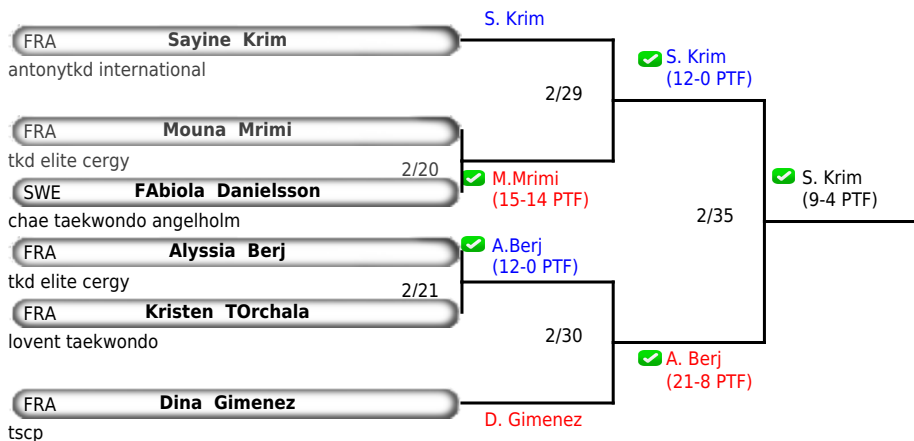 S. Krim
FRA Sayine Krim
antonytkd international
S. Krim
(12-0 PTF)
2/29
FRA Mouna Mrimi
tkd elite cergy
2/20
M.Mrimi
(15-14 PTF)
SWE FAbiola Danielsson
chae taekwondo angelholm
S. Krim
(9-4 PTF)
2/35
FRA Alyssia Berj
A.Berj
(12-0 PTF)
tkd elite cergy
2/21
FRA Kristen TOrchala
lovent taekwondo
2/30
A. Berj
(21-8 PTF)
FRA Dina Gimenez
D. Gimenez
tscp